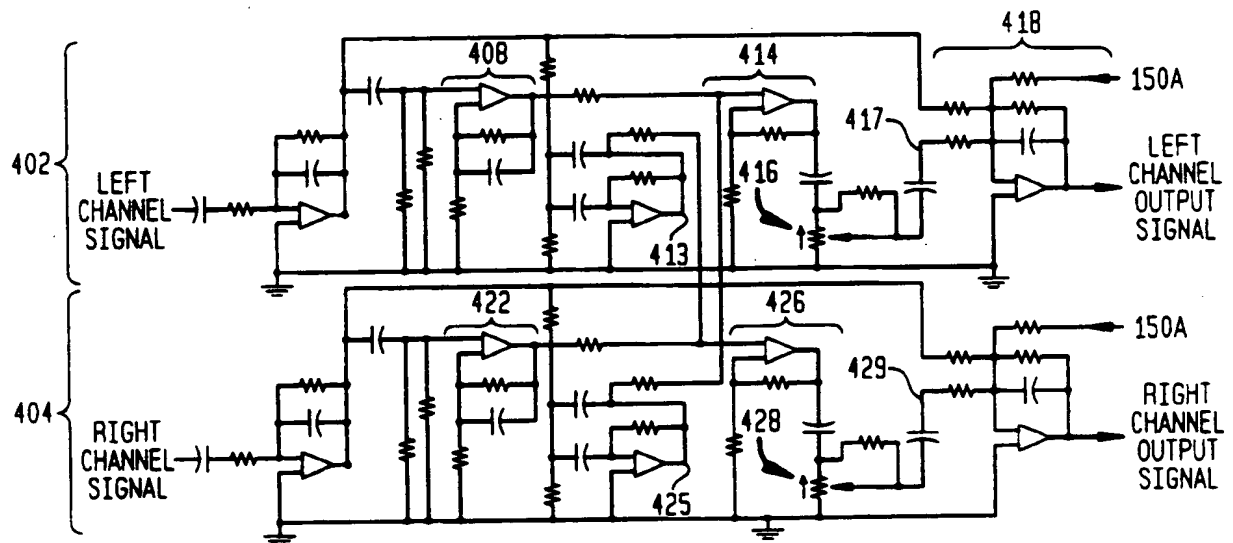 408
414
418
150A
402
417
416
LEFT
CHANNEL
SIGNAL
LEFT
CHANNEL
OUTPUT
SIGNAL
413
422
426
150A
404
429
428
RIGHT
CHANNEL
SIGNAL
RIGHT
CHANNEL
OUTPUT
SIGNAL
425